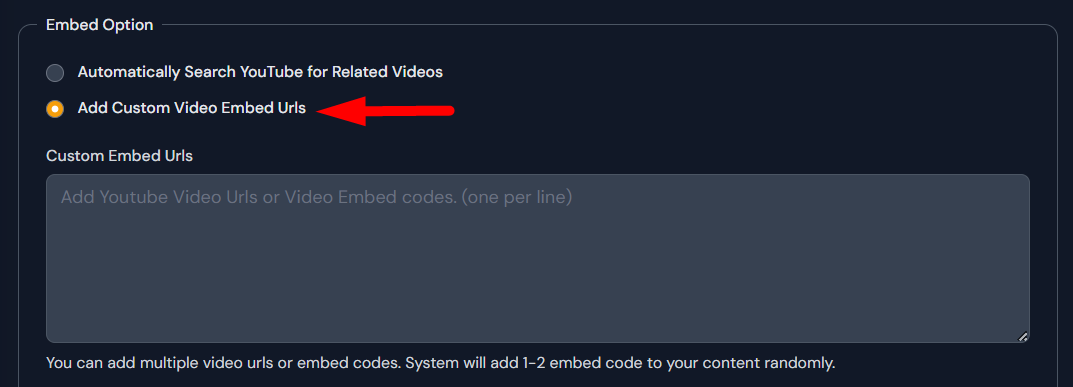 Embed Option
Automatically Search YouTube for Related Videos
Add Custom Video Embed Urls
Custom Embed Urls
Add Youtube Video Urls or Video Embed codes. (one per line)
You can add multiple video urls or embed codes. System will add 1-2 embed code to your content randomly.